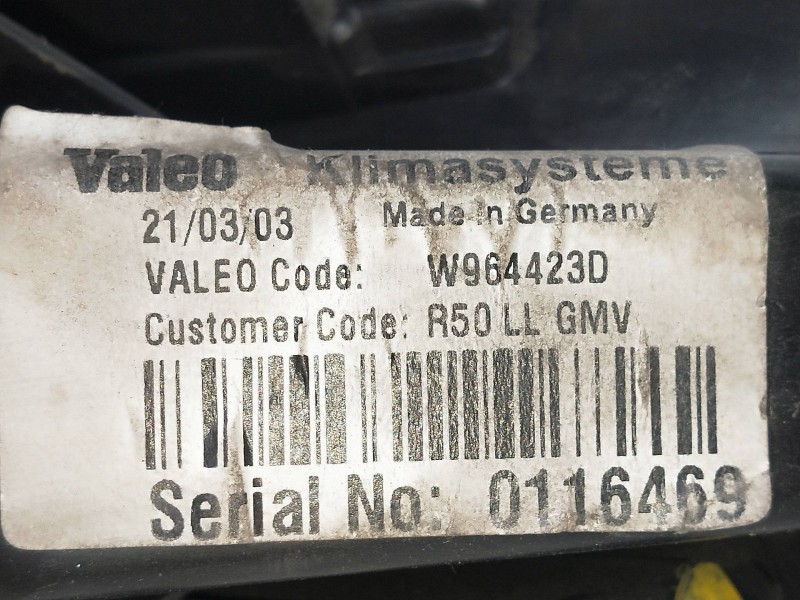 Valeo Klimasysteme
21/03/03 Made In Germany
VALEO Code: W964423D
Customer Code: R50 LL GMV
Serial No: 0116469